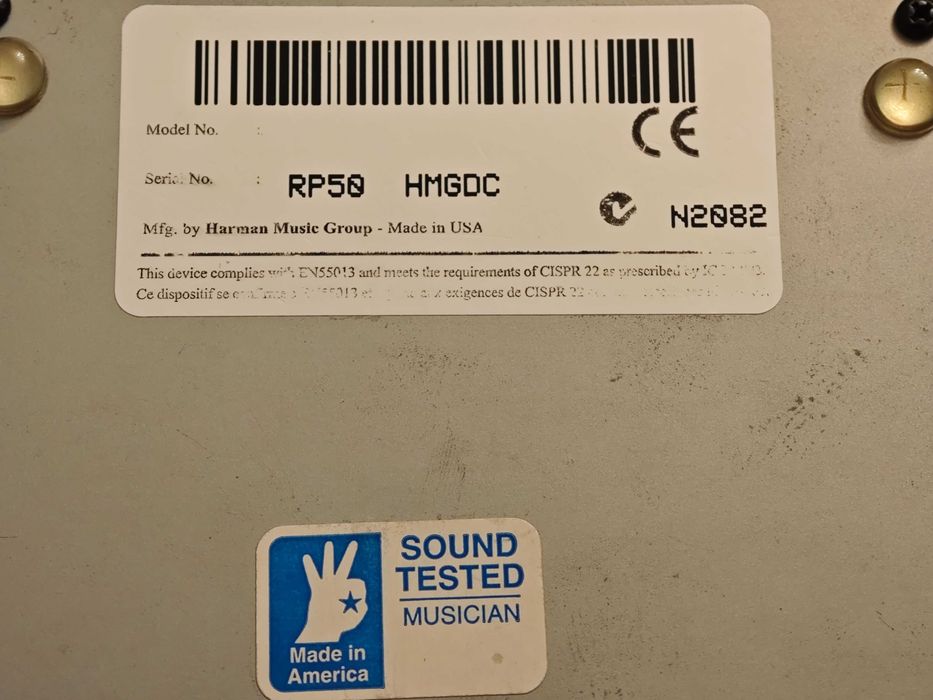 Model No. :
Serial No. : RP50 HMGDC
N2082
Mfg. by Harman Music Group - Made in USA
This device complies with EN55013 and meets the requirements of CISPR 22 as prescribed by
Ce dispositif se exigences de CISPR 22
SOUND
TESTED
MUSICIAN
Made in
America